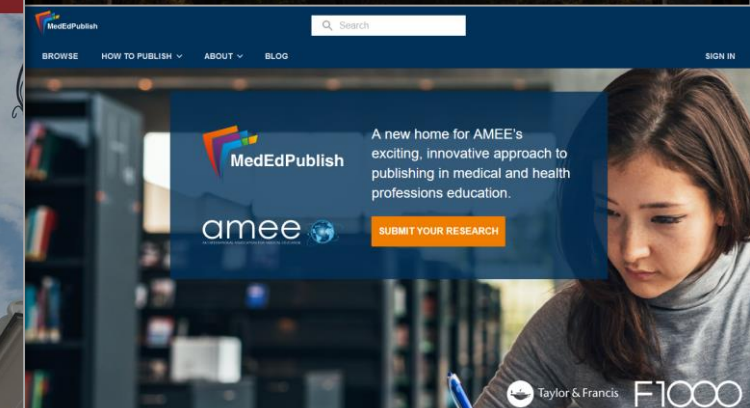 MedEdPublish
Search
BROWSE HOW TO PUBLISH ABOUT BLOG SIGN IN
MedEdPublish
amee
A new home for AMEE's
exciting, innovative approach to
publishing in medical and health
professions education.
SUBMIT YOUR RESEARCH
Taylor & Francis F1000